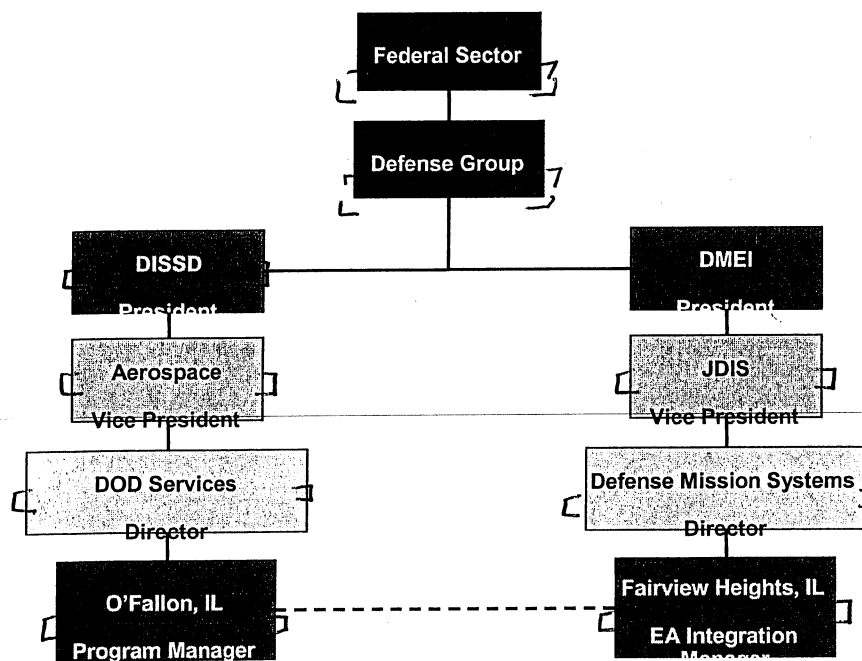 Federal Sector
Defense Group
DISSD
President
DMEI
President
Aerospace
Vice President
JDIS
Vice President
DOD Services
Director
Defense Mission Systems
Director
O'Fallon, IL
Program Manager
Fairview Heights, IL
EA Integration
Manager